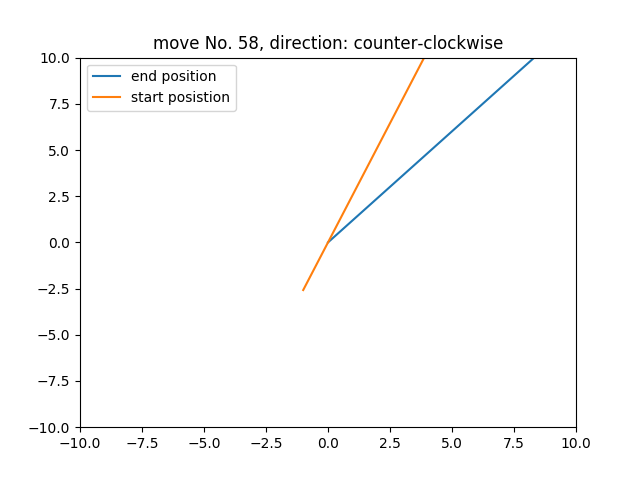 move No. 58, direction: counter-clockwise
end position
start posistion
10.0
7.5
5.0
2.5
0.0
−2.5
−5.0
−7.5
−10.0
−10.0 −7.5 −5.0 −2.5 0.0 2.5 5.0 7.5 10.0